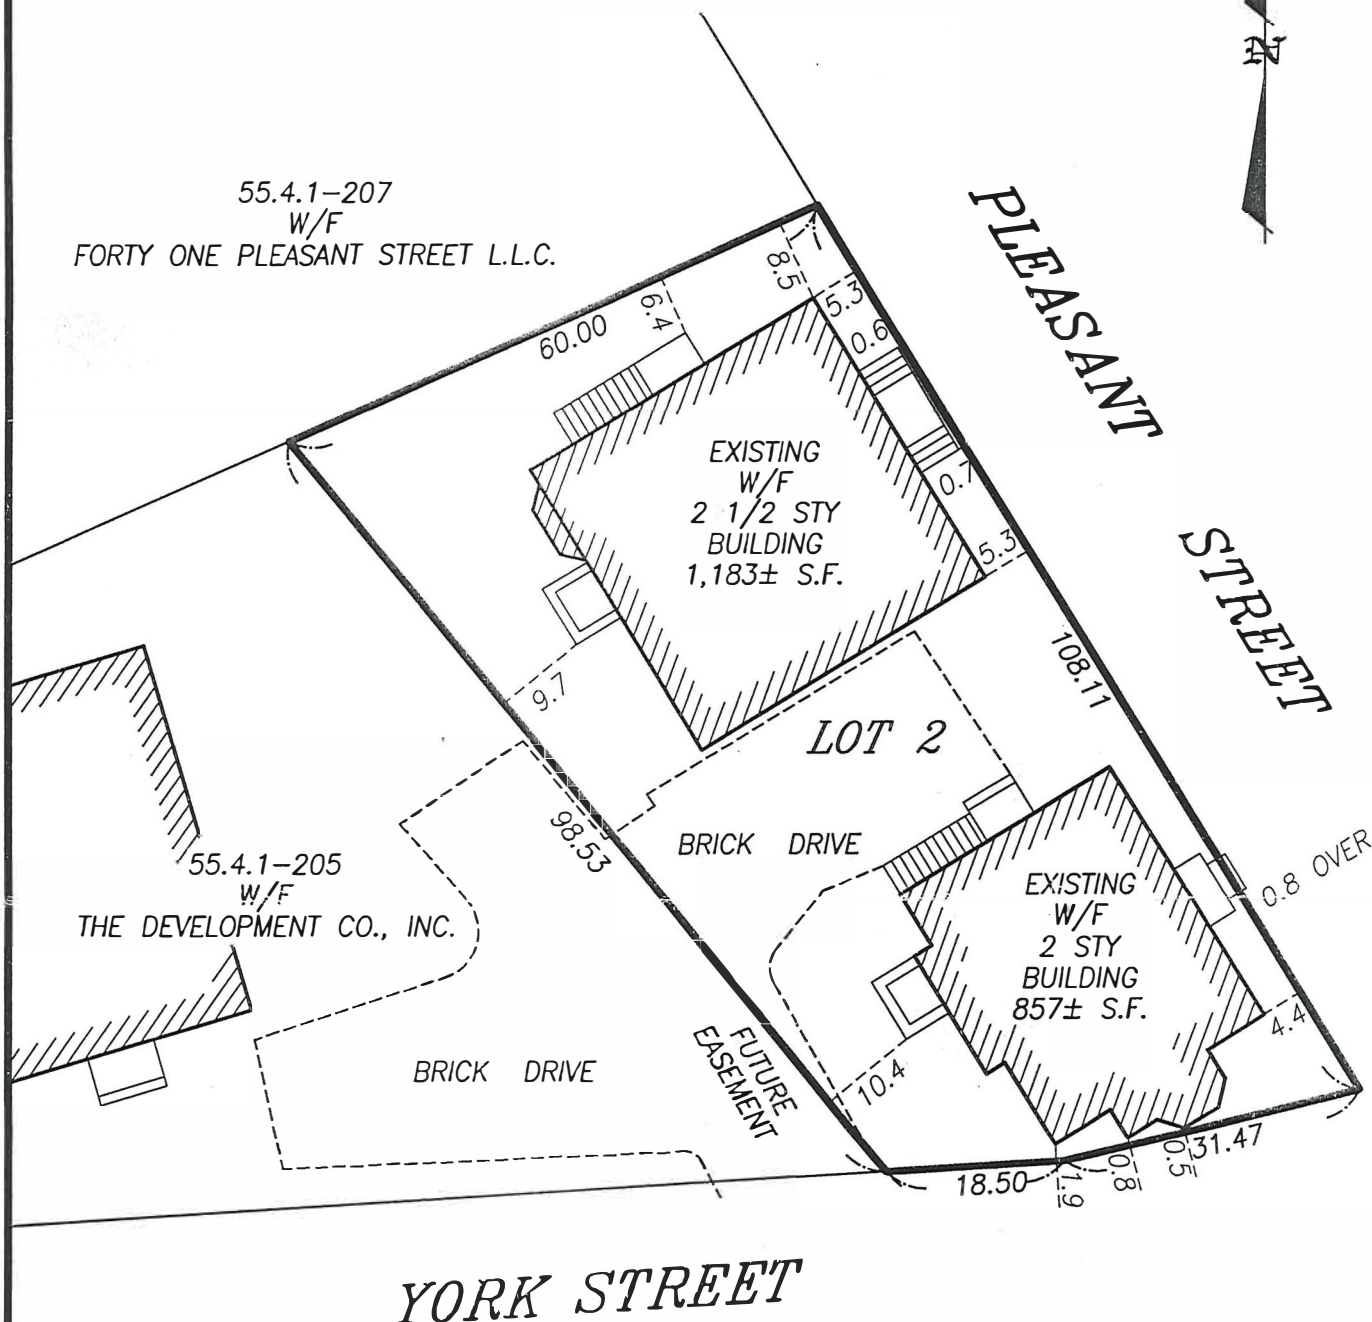 N
55.4.1-207
W/F
FORTY ONE PLEASANT STREET L.L.C.
PLEASANT
STREET
8.5
5.3
6.4
0.6
60.00
EXISTING
W/F
2 1/2 STY
BUILDING
1,183± S.F.
0.7
5.3
108.11
9.7
LOT 2
98.53
BRICK DRIVE
55.4.1-205
W/F
THE DEVELOPMENT CO., INC.
EXISTING
W/F
2 STY
BUILDING
857± S.F.
0.8 OVER
4.4
FUTURE
EASEMENT
10.4
BRICK DRIVE
31.47
0.5
0.8
1.9
18.50
YORK STREET